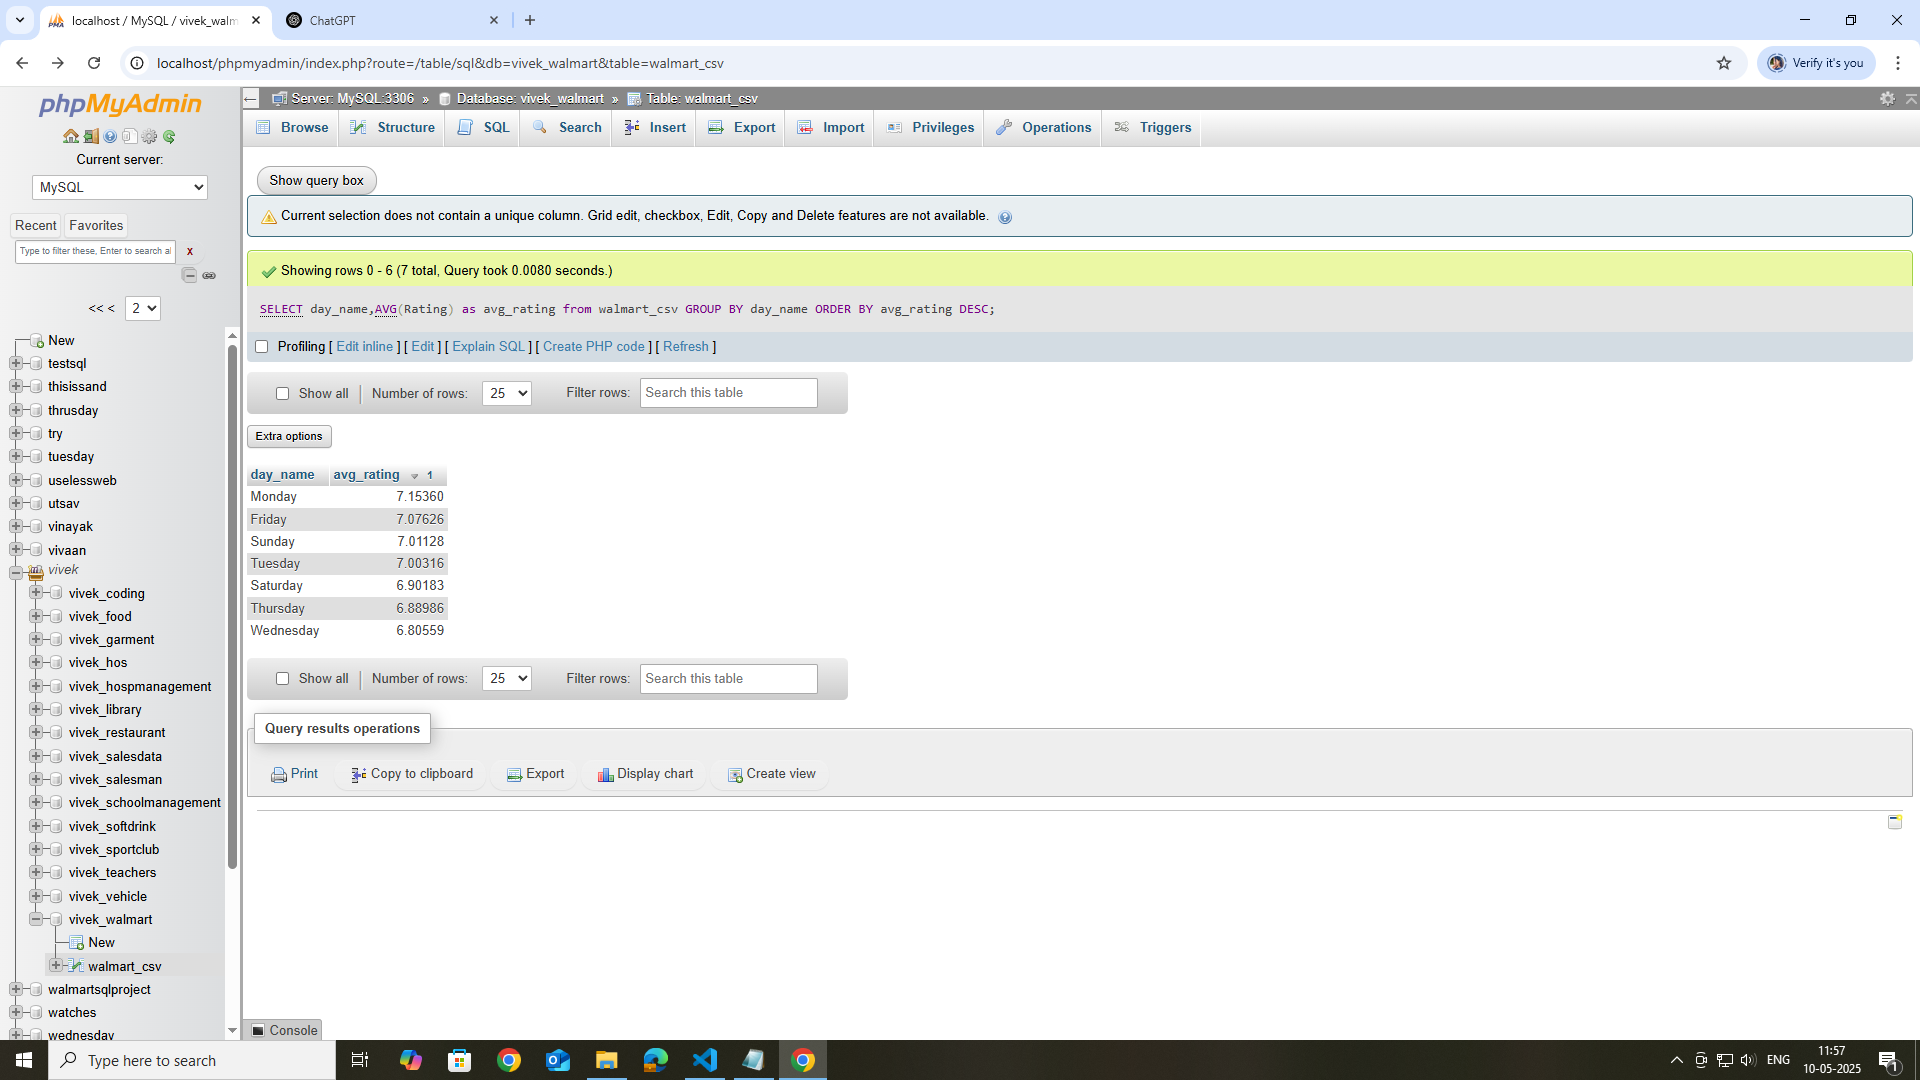 localhost / MySQL / vivek_walm
ChatGPT
localhost/phpmyadmin/index.php?route=/table/sql&db=vivek_walmart&table=walmart_csv
Verify it's you
phpMyAdmin
Current server:
MySQL
Recent
Favorites
Type to filter these, Enter to search al
X
<< <
2
New
testsql
thisissand
thrusday
try
tuesday
uselessweb
utsav
vinayak
vivaan
vivek
vivek_coding
vivek_food
vivek_garment
vivek_hos
vivek_hospmanagement
vivek_library
vivek_restaurant
vivek_salesdata
vivek_salesman
vivek_schoolmanagement
vivek_softdrink
vivek_sportclub
vivek_teachers
vivek_vehicle
vivek_walmart
New
walmart_csv
walmartsqlproject
watches
wednesday
Server: MySQL:3306 » Database: vivek_walmart » Table: walmart_csv
Browse Structure SQL Search Insert Export Import Privileges Operations Triggers
Show query box
Current selection does not contain a unique column. Grid edit, checkbox, Edit, Copy and Delete features are not available.
Showing rows 0 - 6 (7 total, Query took 0.0080 seconds.)
SELECT day_name,AVG(Rating) as avg_rating from walmart_csv GROUP BY day_name ORDER BY avg_rating DESC;
Profiling [ Edit inline ] [ Edit ] [ Explain SQL ] [ Create PHP code ] [ Refresh ]
Show all | Number of rows: 25 Filter rows: Search this table
Extra options
day_name avg_rating 1
Monday 7.15360
Friday 7.07626
Sunday 7.01128
Tuesday 7.00316
Saturday 6.90183
Thursday 6.88986
Wednesday 6.80559
Show all | Number of rows: 25 Filter rows: Search this table
Query results operations
Print Copy to clipboard Export Display chart Create view
Console
Type here to search
ENG
11:57
10-05-2025
1